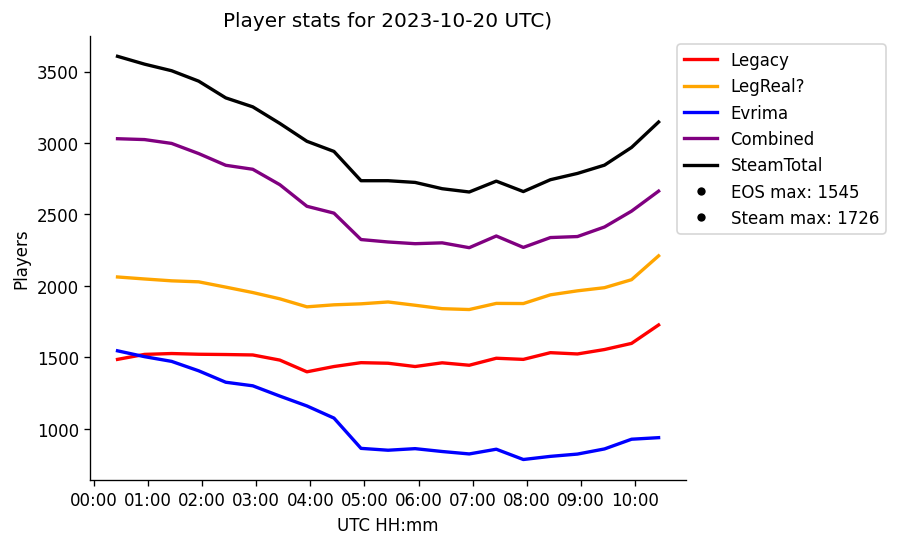 Player stats for 2023-10-20 UTC)
3500
3000
2500
2000
1500
1000
Players
00:00 01:00 02:00 03:00 04:00 05:00 06:00 07:00 08:00 09:00 10:00
UTC HH:mm
Legacy
LegReal?
Evrima
Combined
SteamTotal
EOS max: 1545
Steam max: 1726